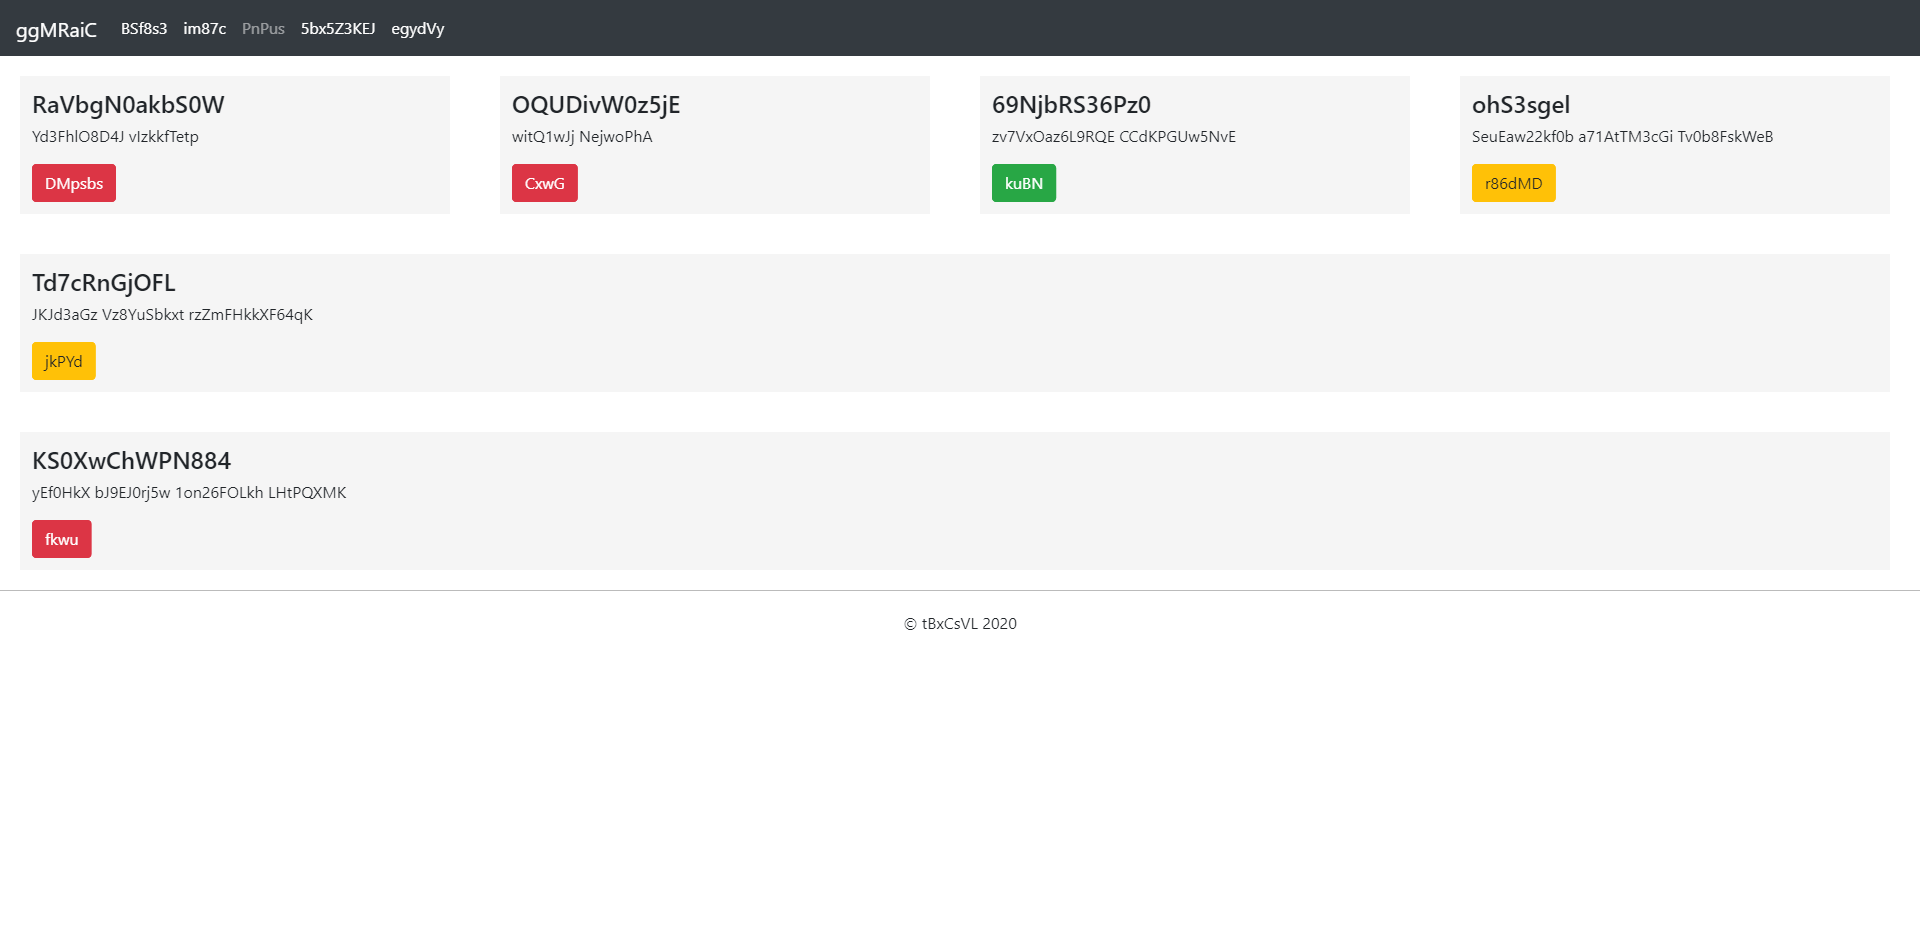 ggMRaiC BSf8s3 im87c PnPus 5bx5Z3KEJ egydVy
RaVbgN0akbS0W
Yd3FhlO8D4J vIzkkfTetp
DMpsbs
OQUDivW0z5jE
witQ1wJj NejwoPhA
CxwG
69NjbRS36Pz0
zv7VxOaz6L9RQE CCdKPGUw5NvE
kuBN
ohS3sgel
SeuEaw22kf0b a71AtTM3cGi Tv0b8FskWeB
r86dMD
Td7cRnGjOFL
JKJd3aGz Vz8YuSbkxt rzZmFHkkXF64qK
jkPYd
KS0XwChWPN884
yEf0HkX bJ9EJ0rj5w 1on26FOLkh LHtPQXMK
fkwu
© tBxCsVL 2020